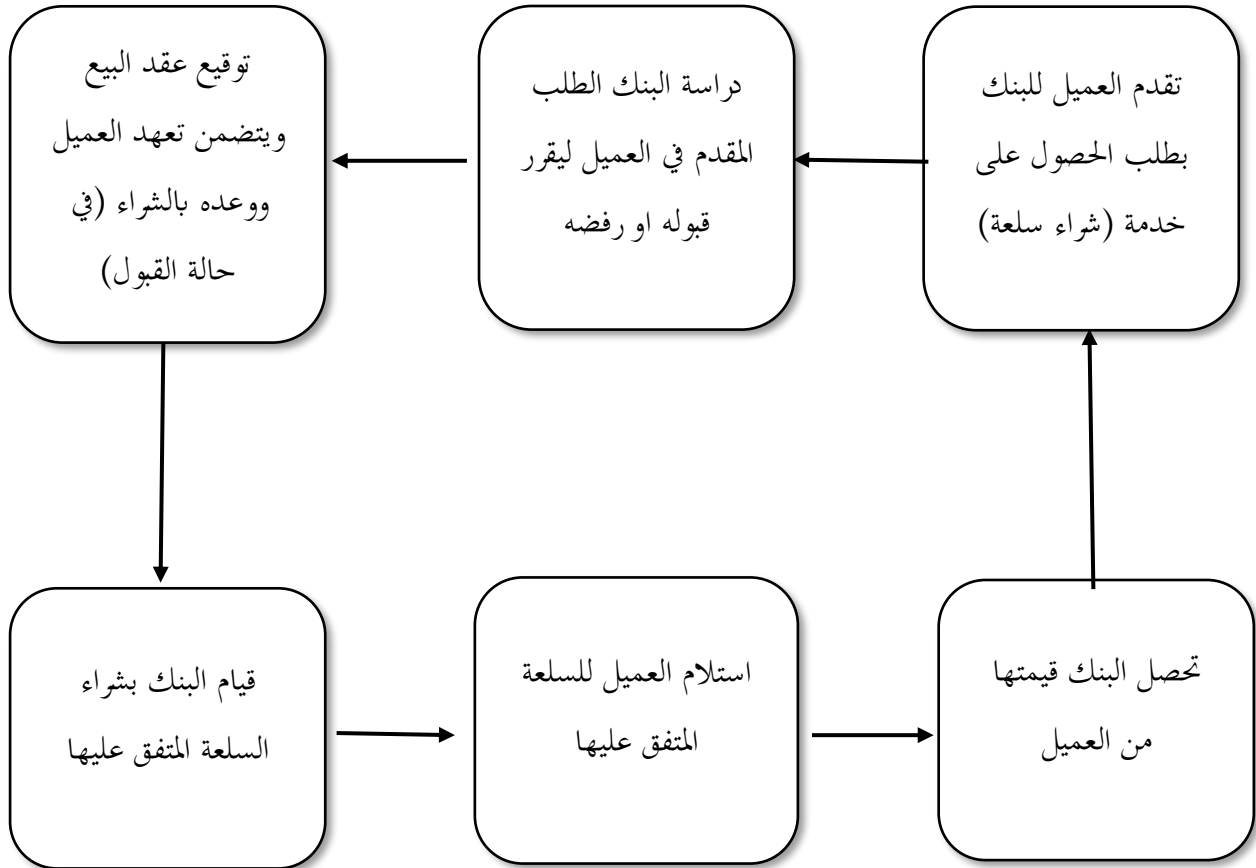 تقدم العميل للبنك
بطلب الحصول على
خدمة (شراء سلعة)
دراسة البنك الطلب
المقدم في العميل ليقرر
قبوله او رفضه
توقيع عقد البيع
ويتضمن تعهد العميل
ووعده بالشراء (في
حالة القبول)
قيام البنك بشراء
السلعة المتفق عليها
استلام العميل للسلعة
المتفق عليها
تحصل البنك قيمتها
من العميل